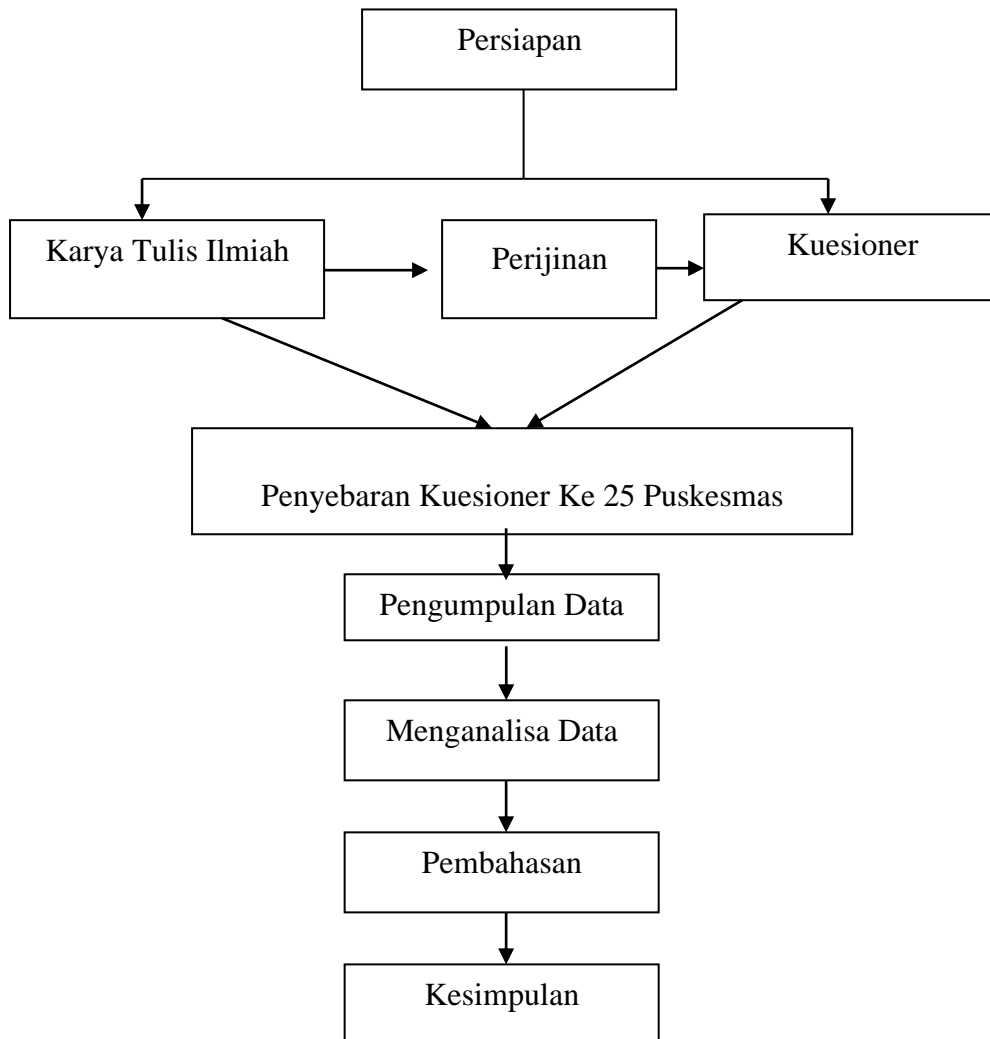 Persiapan
Karya Tulis Ilmiah
Perijinan
Kuesioner
Penyebaran Kuesioner Ke 25 Puskesmas
Pengumpulan Data
Menganalisa Data
Pembahasan
Kesimpulan